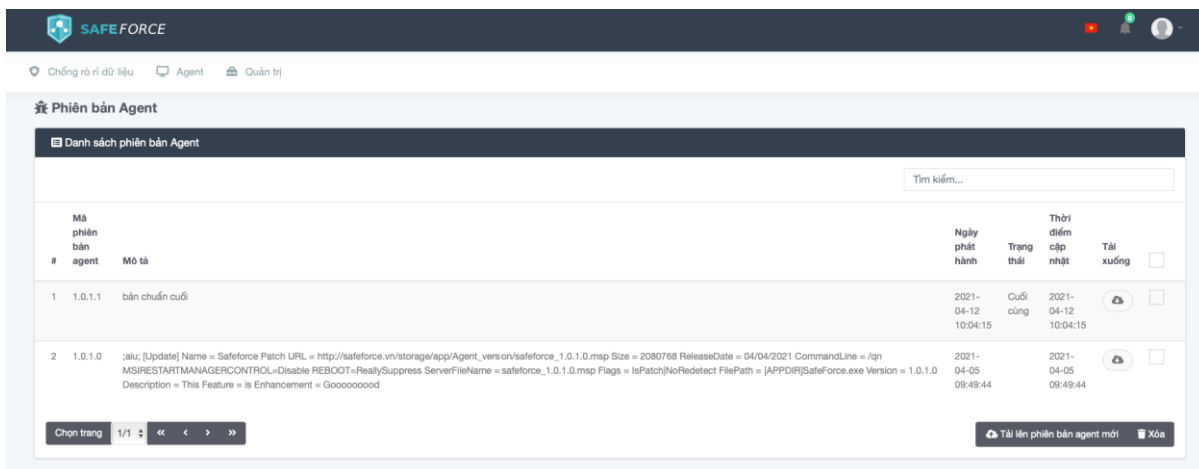 SAFEFORCE
0
Chống rò rỉ dữ liệu Agent Quản trị
Phiên bản Agent
Danh sách phiên bản Agent
Tìm kiếm...
# Mã phiên bản agent Mô tả Ngày phát hành Trạng thái Thời điểm cập nhật Tải xuống
1 1.0.1.1 bản chuẩn cuối 2021-04-12 10:04:15 Cuối cùng 2021-04-12 10:04:15
2 1.0.1.0 ;aiu; [Update] Name = Safeforce Patch URL = http://safeforce.vn/storage/app/Agent_version/safeforce_1.0.1.0.msp Size = 2080768 ReleaseDate = 04/04/2021 CommandLine = /qn
MSIRESTARTMANAGERCONTROL=Disable REBOOT=ReallySuppress ServerFileName = safeforce_1.0.1.0.msp Flags = IsPatch|NoRedetect FilePath = [APPDIR]SafeForce.exe Version = 1.0.1.0
Description = This Feature = is Enhancement = Gooooooood 2021-04-05 09:49:44 2021-04-05 09:49:44
Chọn trang 1/1 « ‹ › » Tải lên phiên bản agent mới Xóa